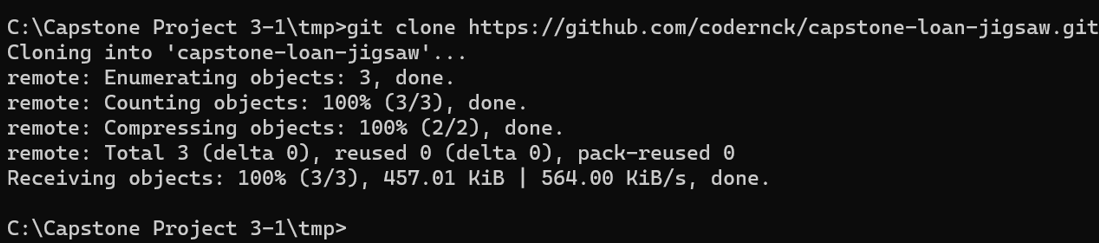 C:\Capstone Project 3-1\tmp>git clone https://github.com/codernck/capstone-loan-jigsaw.git
Cloning into 'capstone-loan-jigsaw'...
remote: Enumerating objects: 3, done.
remote: Counting objects: 100% (3/3), done.
remote: Compressing objects: 100% (2/2), done.
remote: Total 3 (delta 0), reused 0 (delta 0), pack-reused 0
Receiving objects: 100% (3/3), 457.01 KiB | 564.00 KiB/s, done.
C:\Capstone Project 3-1\tmp>